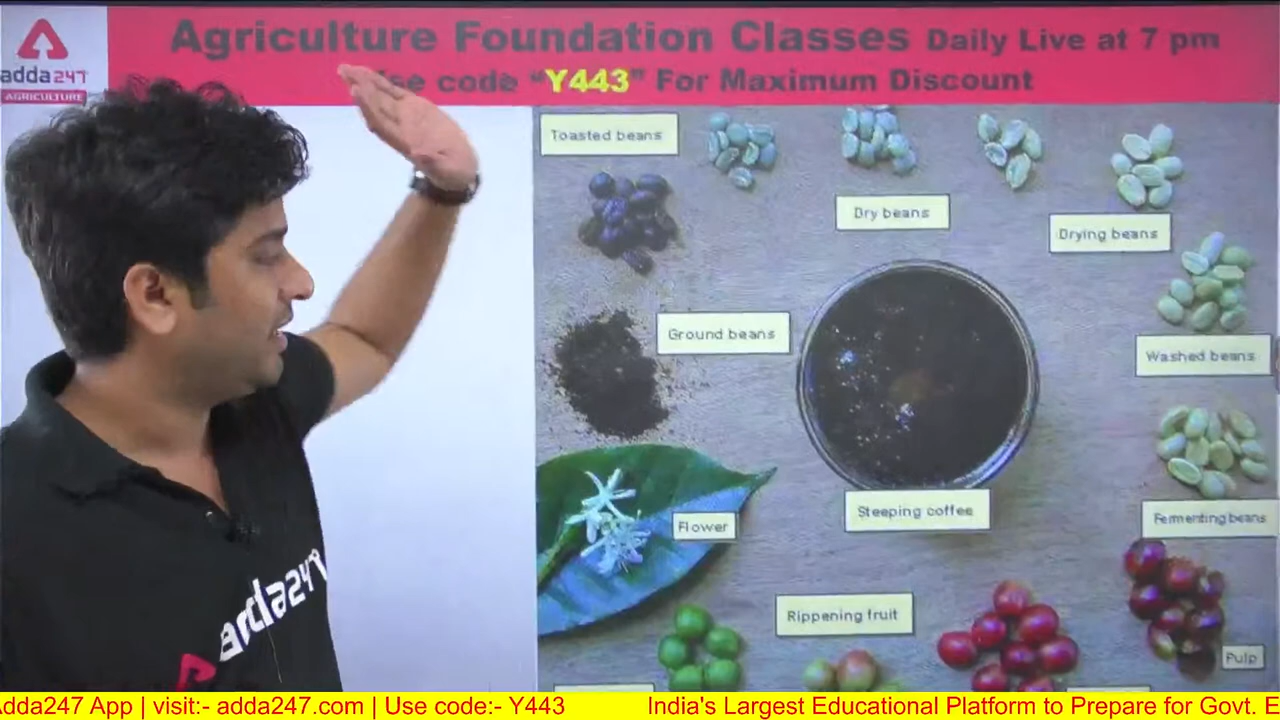 Agriculture Foundation Classes Daily Live at 7 pm
use code “Y443” For Maximum Discount
adda247
AGRICULTURE
Toasted beans
Dry beans
Drying beans
Ground beans
Washed beans
Steeping coffee
Fermenting beans
Flower
Rippening fruit
Pulp
adda247
Adda247 App | visit:- adda247.com | Use code:- Y443
India's Largest Educational Platform to Prepare for Govt. E